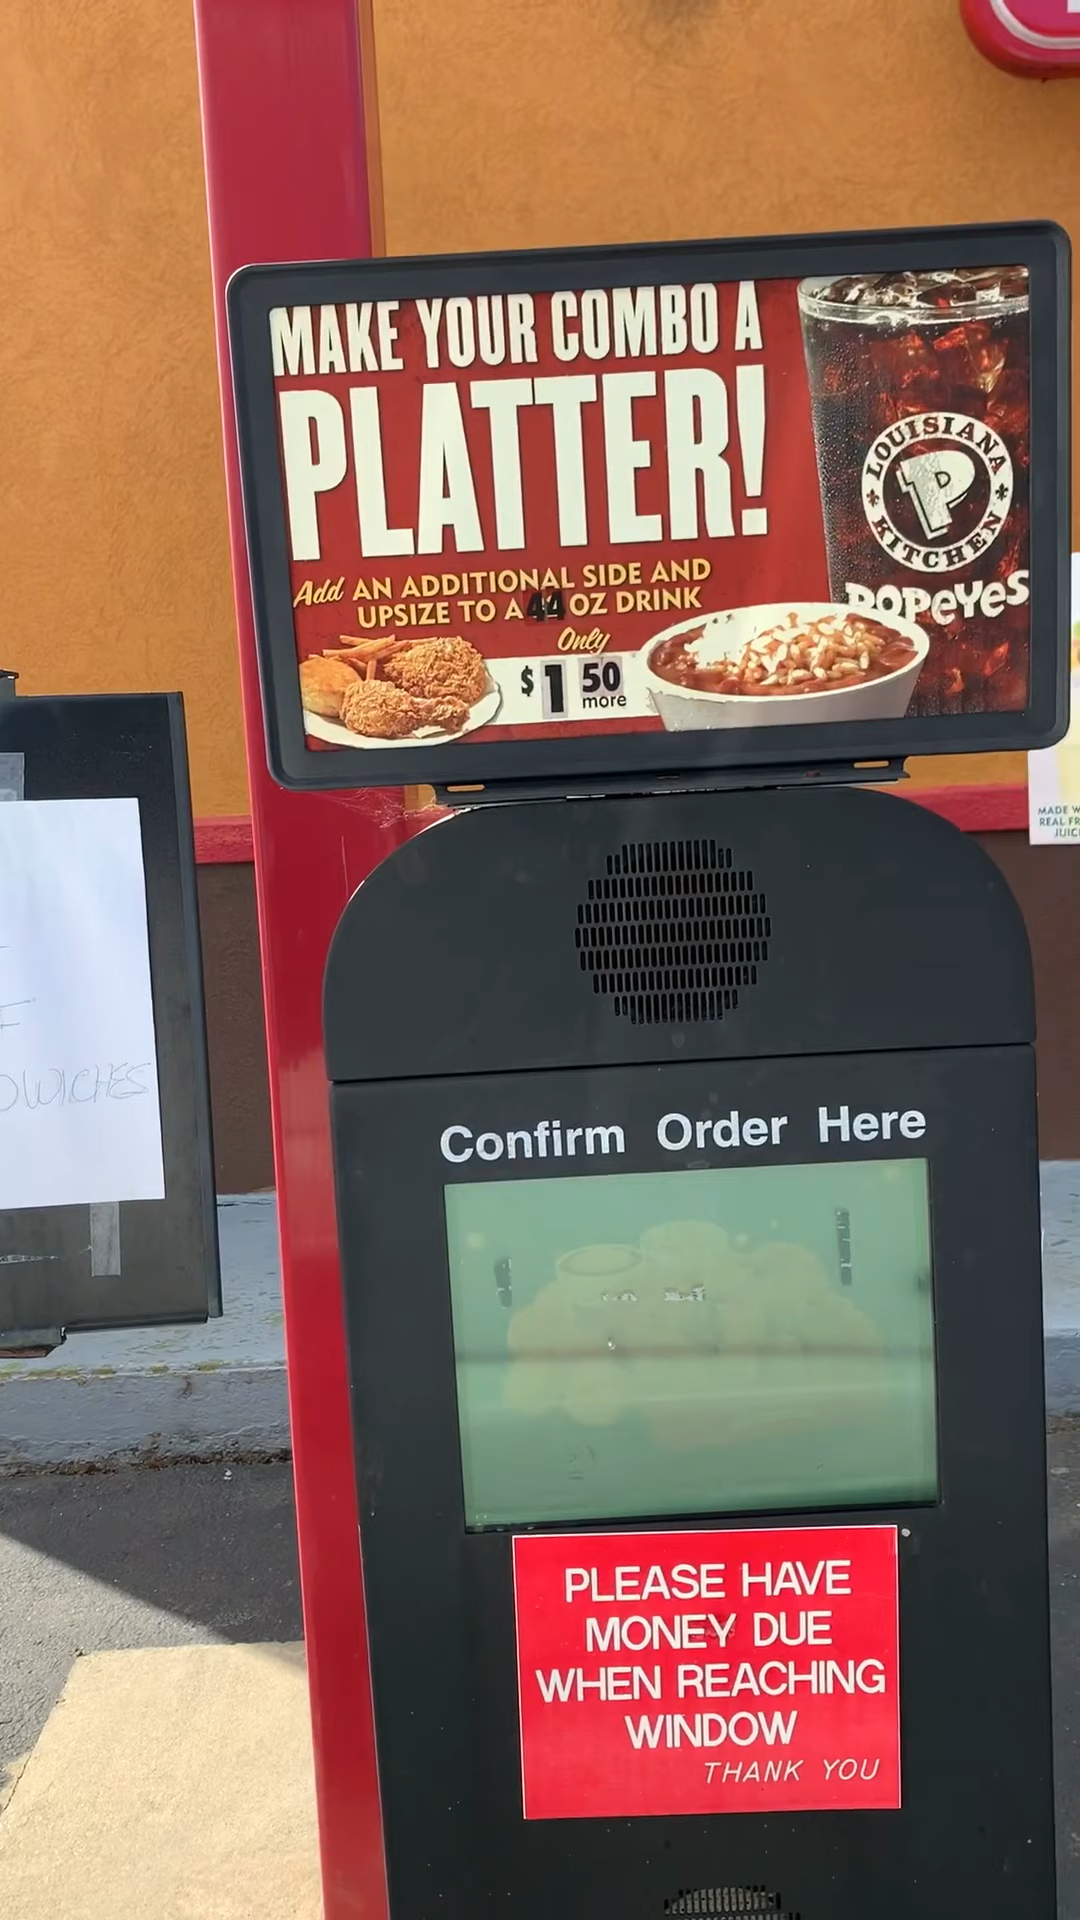 MAKE YOUR COMBO A
PLATTER!
Add AN ADDITIONAL SIDE AND
UPSIZE TO A 44 OZ DRINK
Only
$1 50
more
LOUISIANA
P
KITCHEN
POPEYES
MADE W
REAL FR
JUIC
OWICHES
Confirm Order Here
PLEASE HAVE
MONEY DUE
WHEN REACHING
WINDOW
THANK YOU